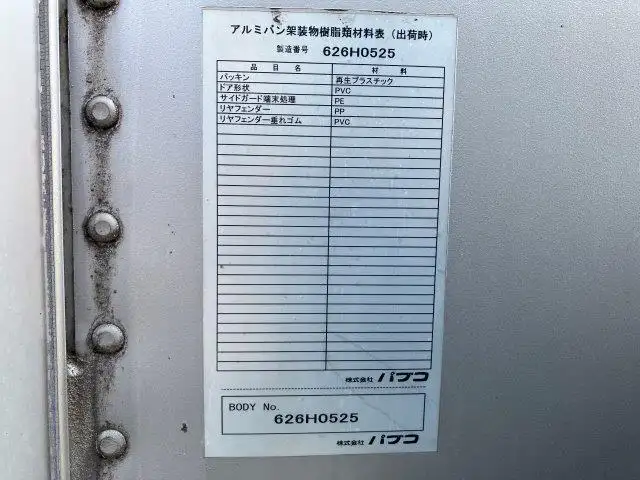 アルミバン架装物樹脂類材料表（出荷時）
製造番号 626H0525
品目名 材料
パッキン 再生プラスチック
ドア形状 PVC
サイドガード端末処理 PE
リヤフェンダー PP
リヤフェンダー垂れゴム PVC
株式会社 パブコ
BODY No.
626H0525
株式会社 パブコ